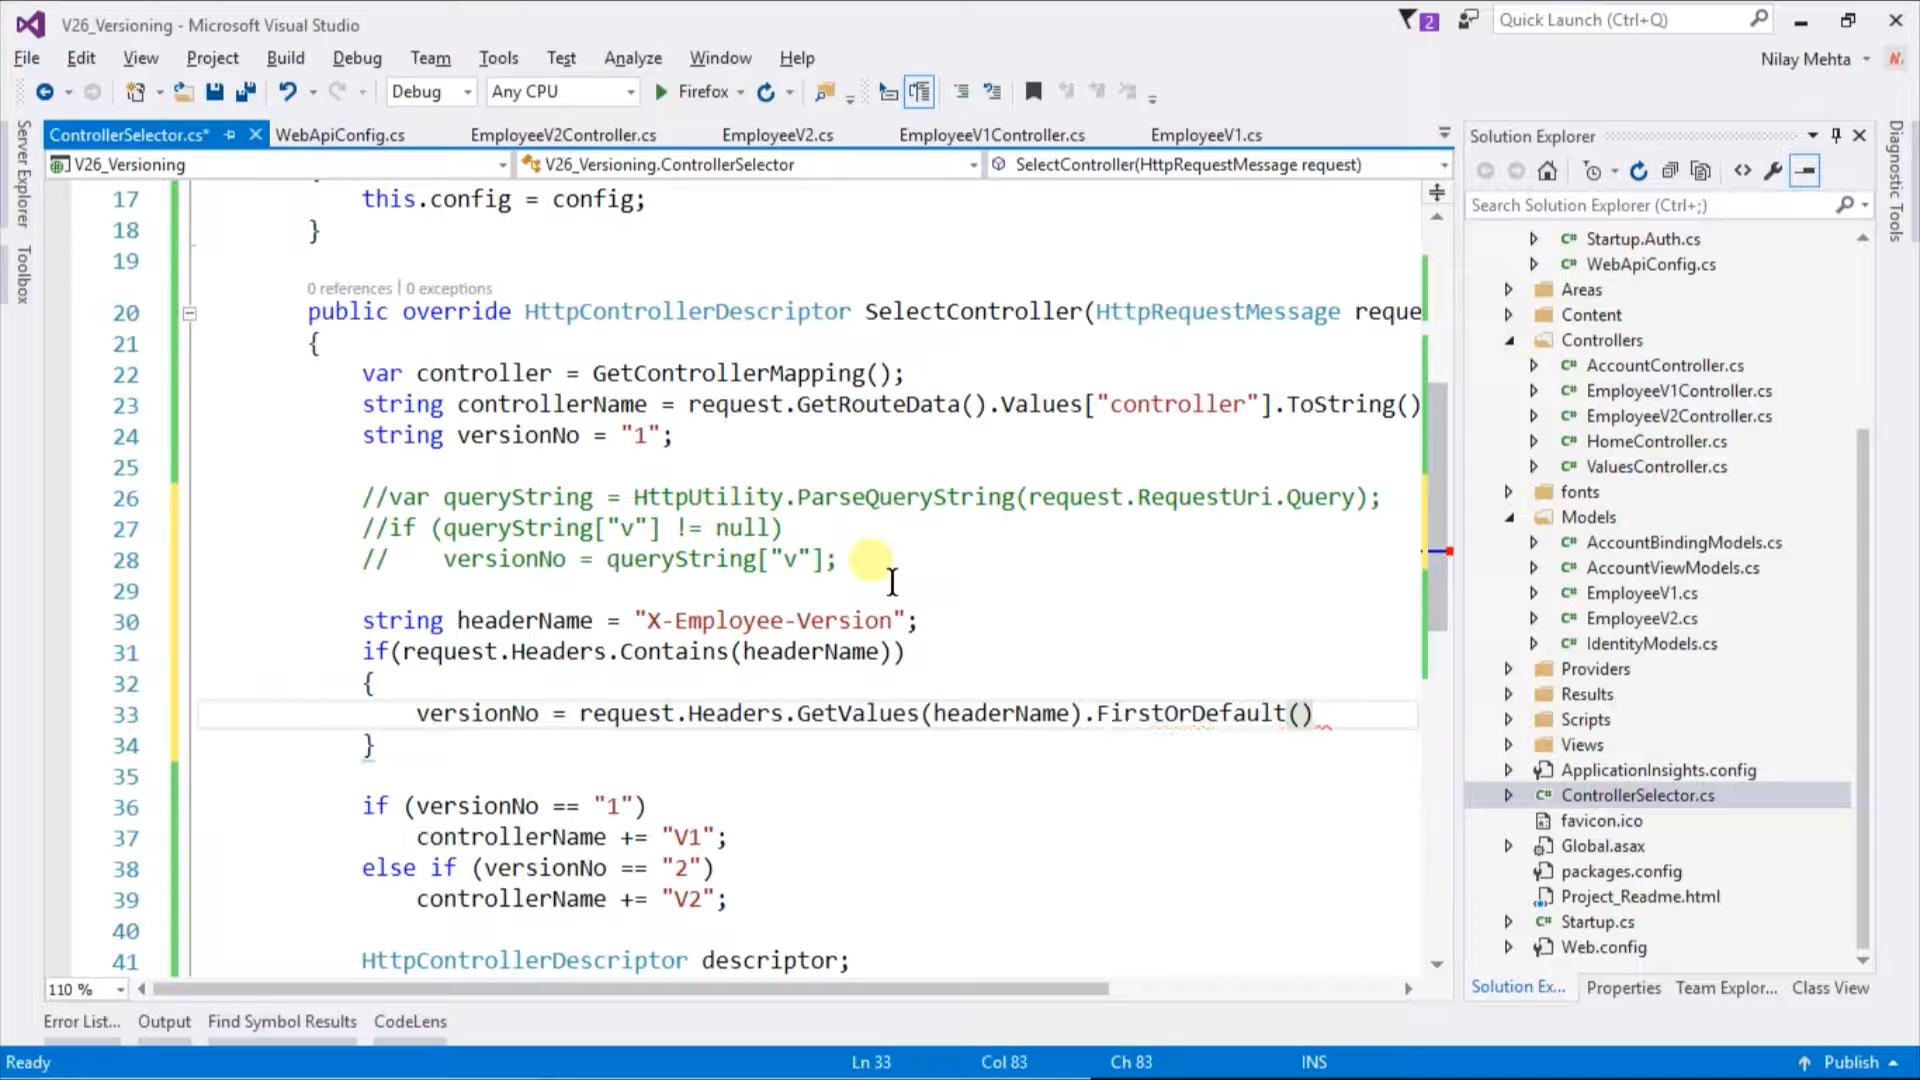 V26_Versioning - Microsoft Visual Studio
2
Quick Launch (Ctrl+Q)
File Edit View Project Build Debug Team Tools Test Analyze Window Help
Nilay Mehta
Debug Any CPU Firefox
ControllerSelector.cs* WebApiConfig.cs EmployeeV2Controller.cs EmployeeV2.cs EmployeeV1Controller.cs EmployeeV1.cs
V26_Versioning V26_Versioning.ControllerSelector SelectController(HttpRequestMessage request)
Server Explorer
Toolbox
17 this.config = config;
18 }
19
0 references | 0 exceptions
20 public override HttpControllerDescriptor SelectController(HttpRequestMessage reque
21 {
22 var controller = GetControllerMapping();
23 string controllerName = request.GetRouteData().Values["controller"].ToString()
24 string versionNo = "1";
25
26 //var queryString = HttpUtility.ParseQueryString(request.RequestUri.Query);
27 //if (queryString["v"] != null)
28 // versionNo = queryString["v"];
29
30 string headerName = "X-Employee-Version";
31 if(request.Headers.Contains(headerName))
32 {
33 versionNo = request.Headers.GetValues(headerName).FirstOrDefault()
34 }
35
36 if (versionNo == "1")
37 controllerName += "V1";
38 else if (versionNo == "2")
39 controllerName += "V2";
40
41 HttpControllerDescriptor descriptor;
110 %
Solution Explorer
Search Solution Explorer (Ctrl+;)
C# Startup.Auth.cs
C# WebApiConfig.cs
Areas
Content
Controllers
C# AccountController.cs
C# EmployeeV1Controller.cs
C# EmployeeV2Controller.cs
C# HomeController.cs
C# ValuesController.cs
fonts
Models
C# AccountBindingModels.cs
C# AccountViewModels.cs
C# EmployeeV1.cs
C# EmployeeV2.cs
C# IdentityModels.cs
Providers
Results
Scripts
Views
ApplicationInsights.config
C# ControllerSelector.cs
favicon.ico
Global.asax
packages.config
Project_Readme.html
C# Startup.cs
Web.config
Solution Ex... Properties Team Explor... Class View
Diagnostic Tools
Error List... Output Find Symbol Results CodeLens
Ready Ln 33 Col 83 Ch 83 INS Publish